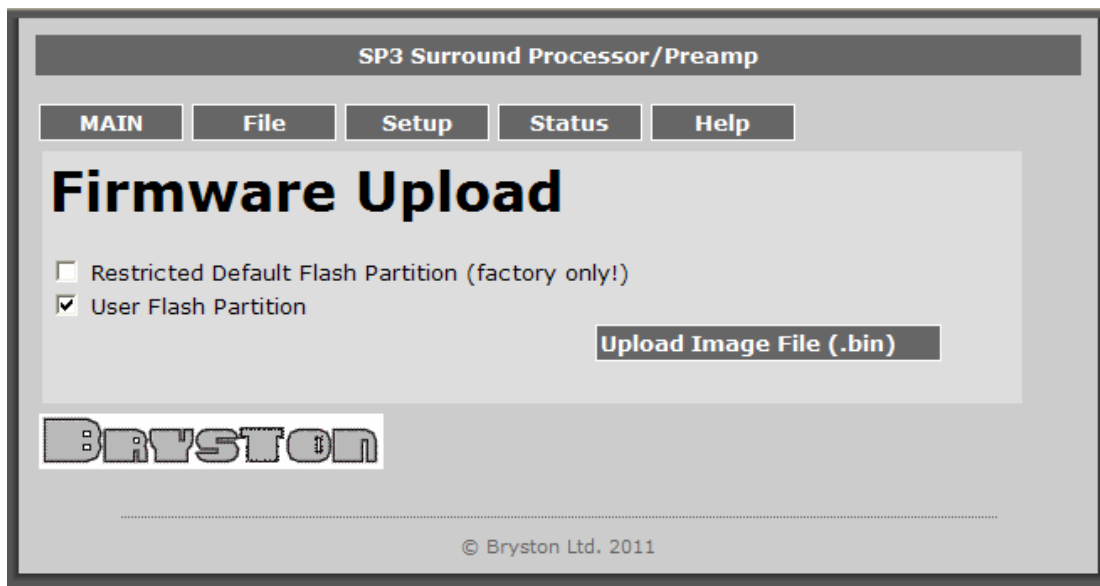 SP3 Surround Processor/Preamp
MAIN File Setup Status Help
Firmware Upload
Restricted Default Flash Partition (factory only!)
User Flash Partition
Upload Image File (.bin)
BRYSTON
© Bryston Ltd. 2011